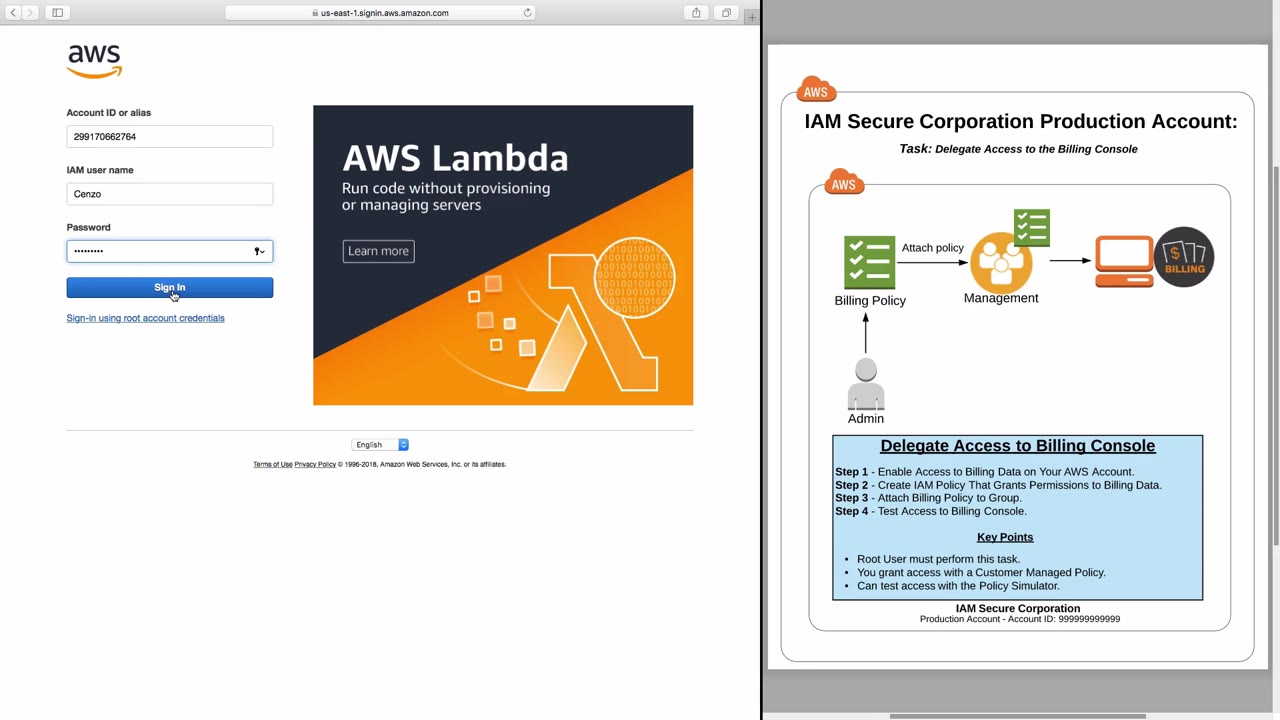 us-east-1.signin.aws.amazon.com
aws
Account ID or alias
299170662764
IAM user name
Cenzo
Password
•••••••••
Sign In
Sign-in using root account credentials
AWS Lambda
Run code without provisioning
or managing servers
Learn more
English
Terms of Use Privacy Policy © 1996-2018, Amazon Web Services, Inc. or its affiliates.
AWS
IAM Secure Corporation Production Account:
Task: Delegate Access to the Billing Console
AWS
Attach policy
BILLING
Billing Policy
Management
Admin
Delegate Access to Billing Console
Step 1 - Enable Access to Billing Data on Your AWS Account.
Step 2 - Create IAM Policy That Grants Permissions to Billing Data.
Step 3 - Attach Billing Policy to Group.
Step 4 - Test Access to Billing Console.
Key Points
• Root User must perform this task.
• You grant access with a Customer Managed Policy.
• Can test access with the Policy Simulator.
IAM Secure Corporation
Production Account - Account ID: 999999999999